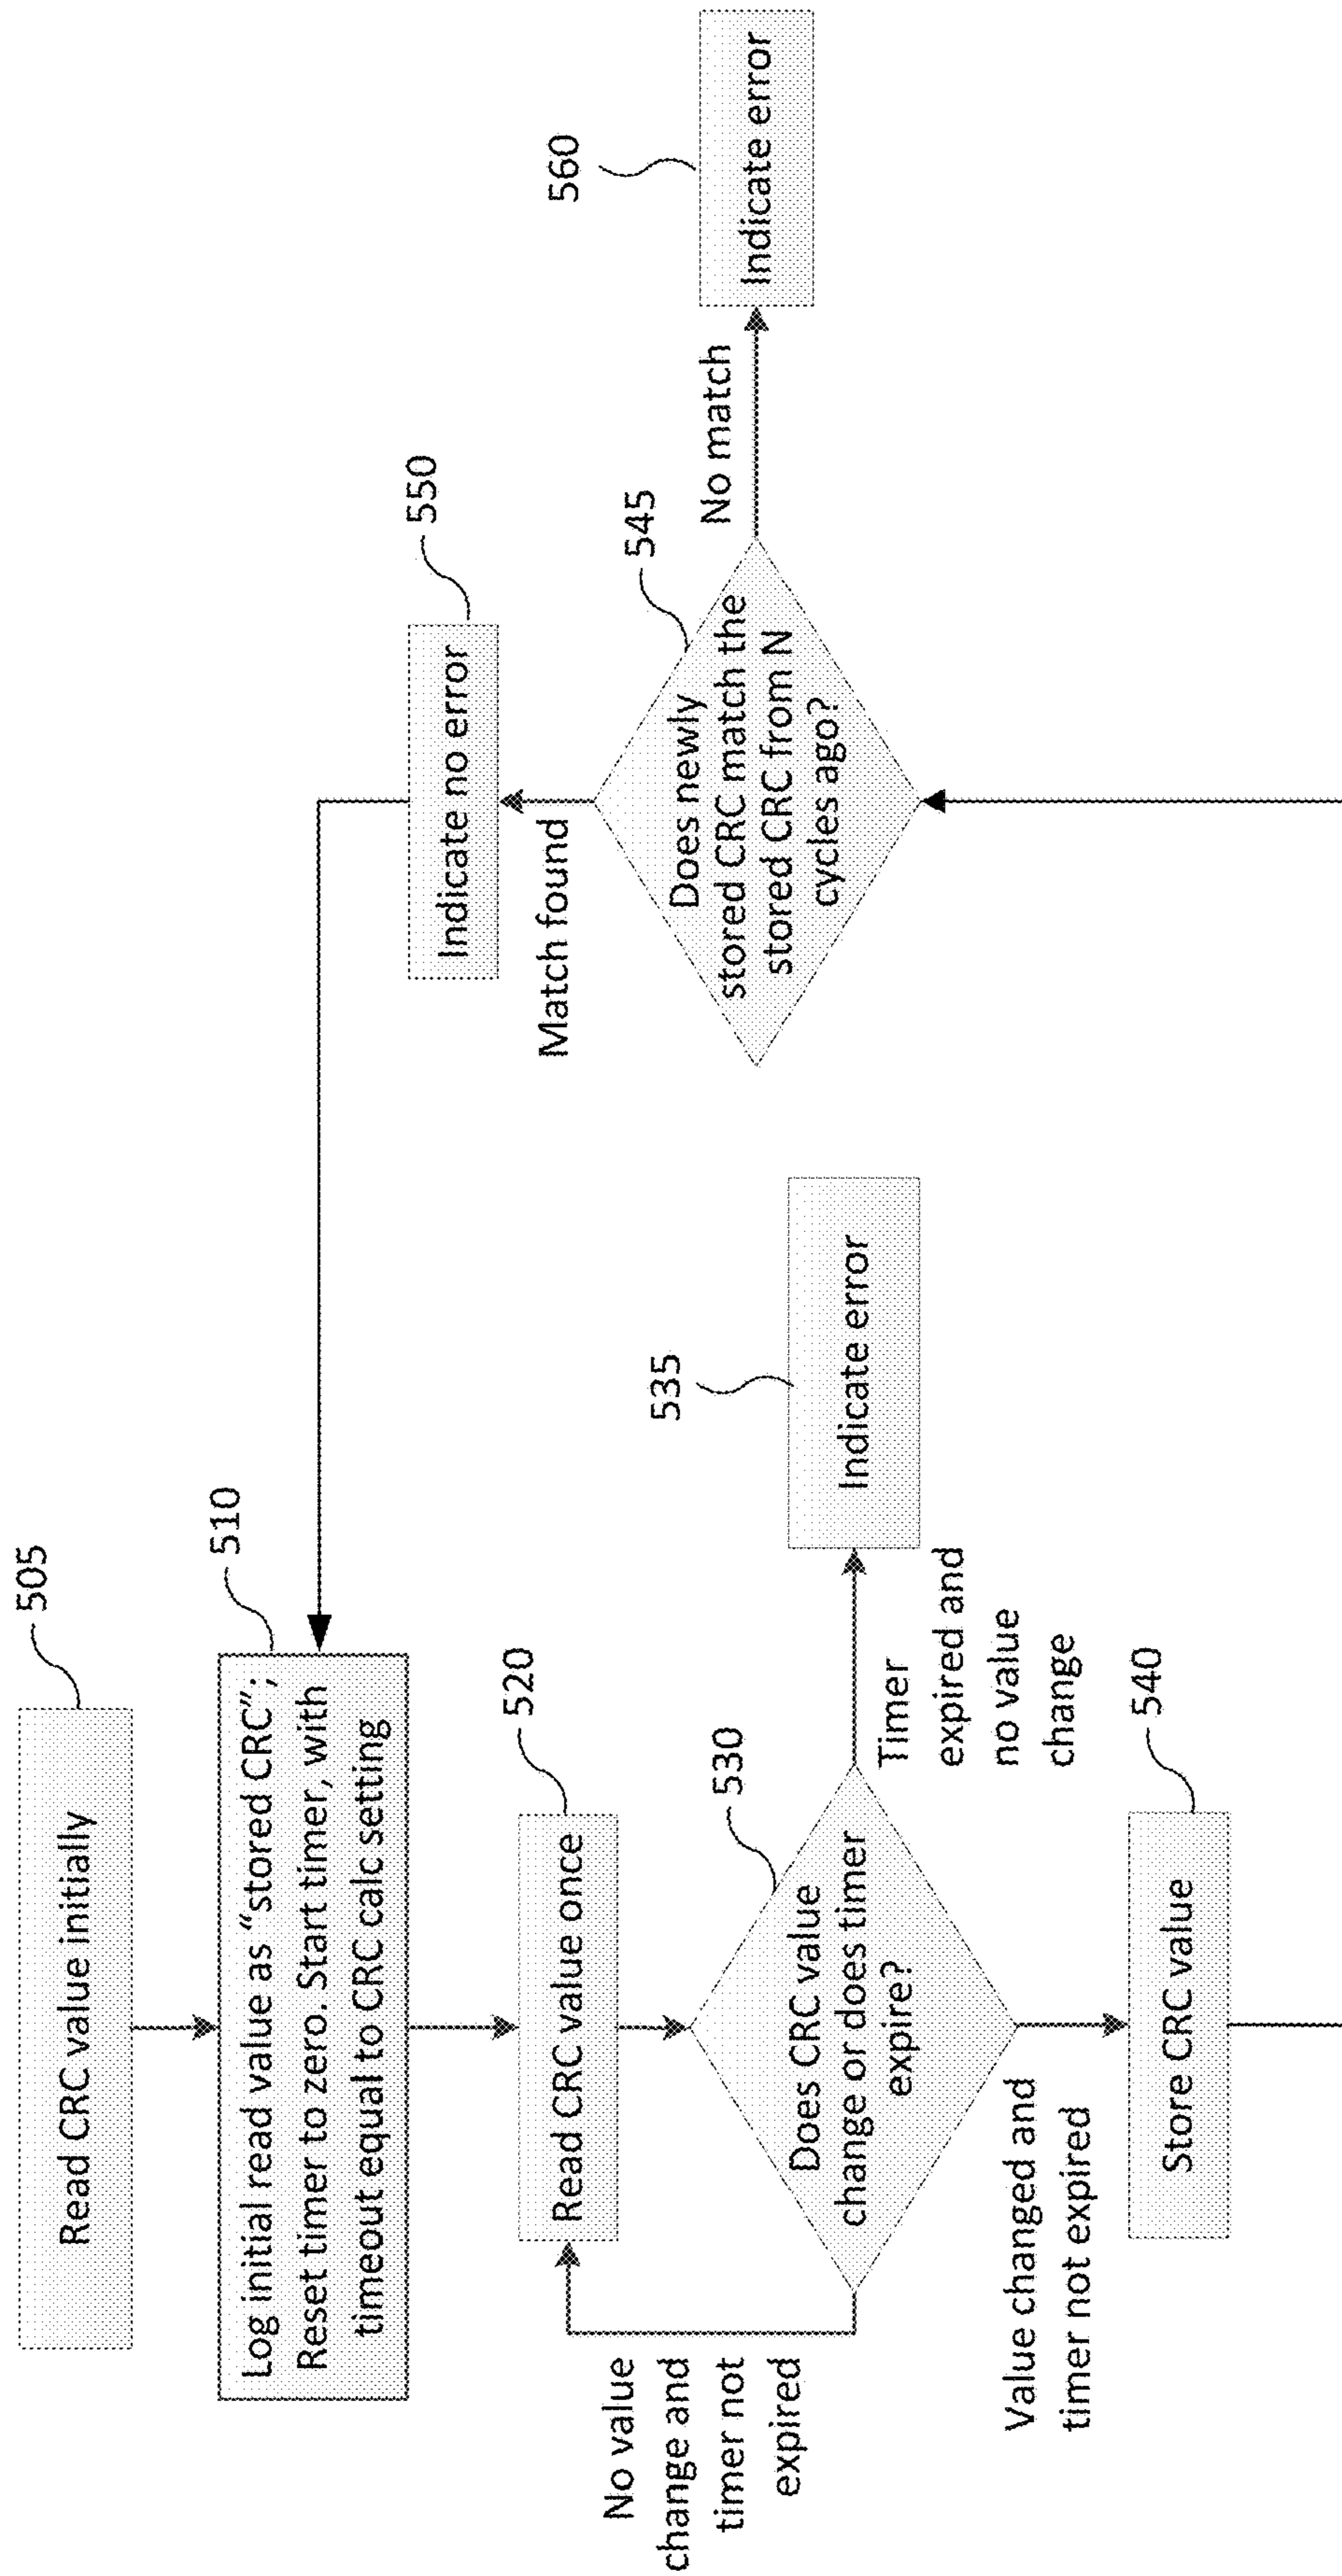 505
Read CRC value initially
510
Log initial read value as “stored CRC”;
Reset timer to zero. Start timer, with
timeout equal to CRC calc setting
520
Read CRC value once
No value
change and
timer not
expired
530
Does CRC value
change or does timer
expire?
Timer
expired and
no value
change
535
Indicate error
Value changed and
timer not expired
540
Store CRC value
550
Indicate no error
Match found
545
Does newly
stored CRC match the
stored CRC from N
cycles ago?
No match
560
Indicate error